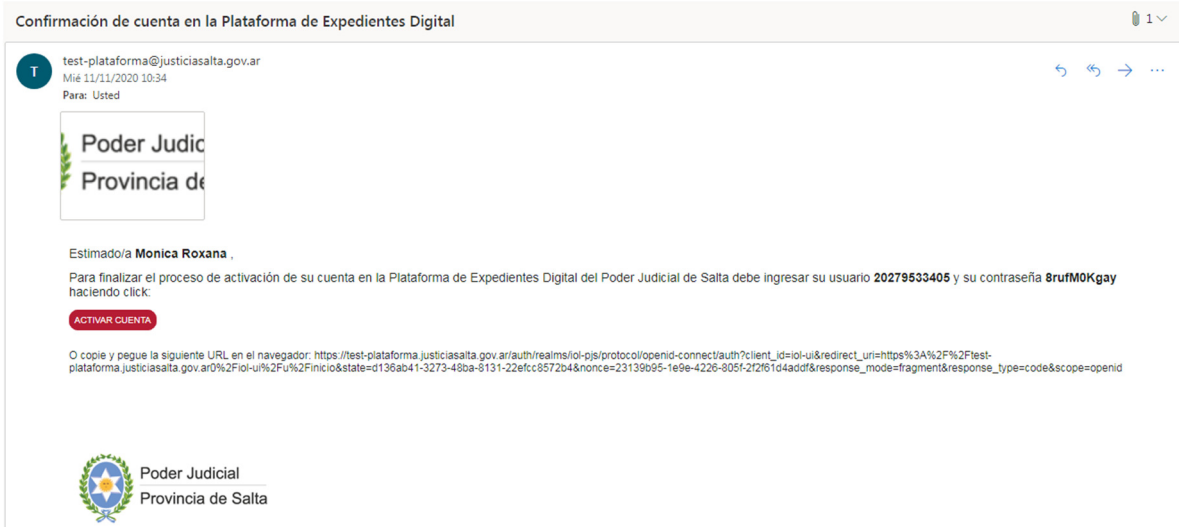 Confirmación de cuenta en la Plataforma de Expedientes Digital
1
T
test-plataforma@justiciasalta.gov.ar
Mié 11/11/2020 10:34
Para: Usted
Poder Judic
Provincia de
Estimado/a Monica Roxana ,
Para finalizar el proceso de activación de su cuenta en la Plataforma de Expedientes Digital del Poder Judicial de Salta debe ingresar su usuario 20279533405 y su contraseña 8rufM0Kgay
haciendo click:
ACTIVAR CUENTA
O copie y pegue la siguiente URL en el navegador: https://test-plataforma.justiciasalta.gov.ar/auth/realms/iol-pjs/protocol/openid-connect/auth?client_id=iol-ui&redirect_uri=https%3A%2F%2Ftest-
plataforma.justiciasalta.gov.ar0%2Fiol-ui%2Fu%2Finicio&state=d136ab41-3273-48ba-8131-22efcc8572b4&nonce=23139b95-1e9e-4226-805f-2f2f61d4addf&response_mode=fragment&response_type=code&scope=openid
Poder Judicial
Provincia de Salta